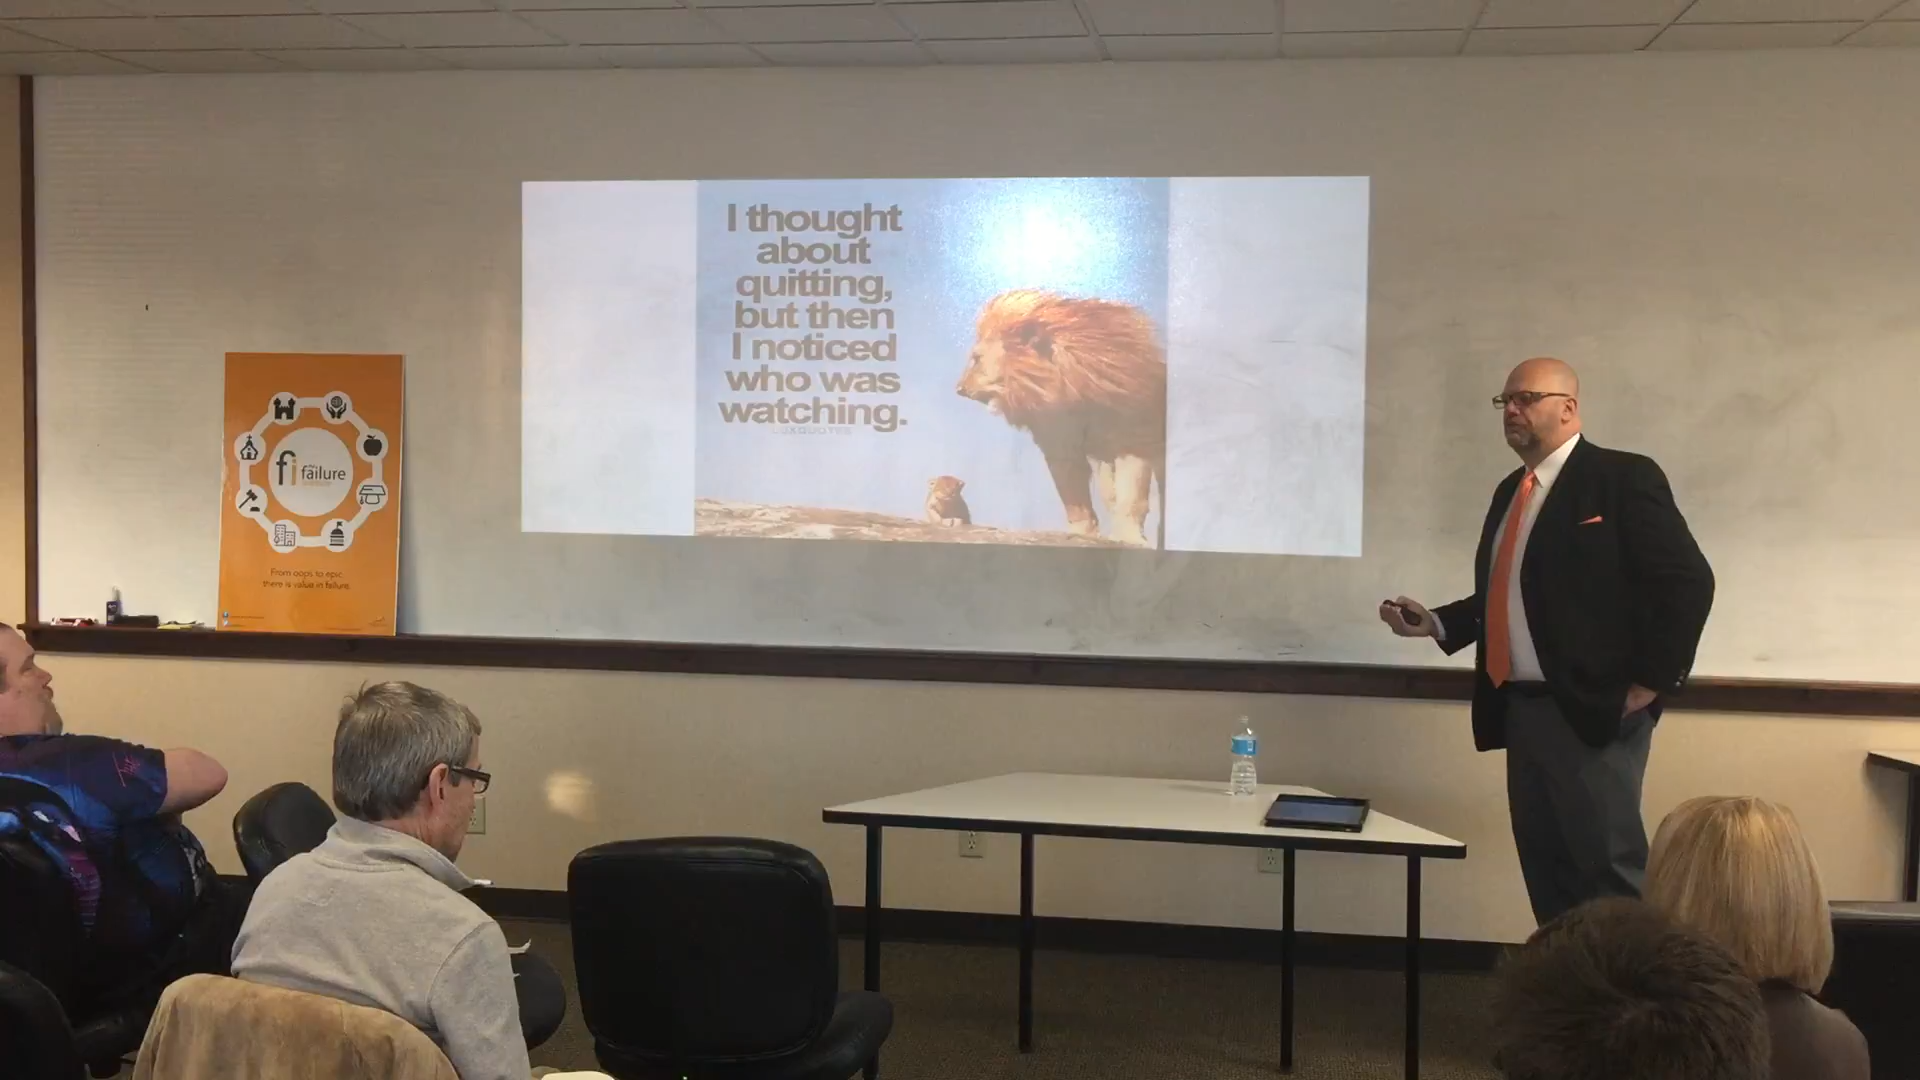 I thought
about
quitting,
but then
I noticed
who was
watching.
fi
failure
From oops to epic
there is value in failure.